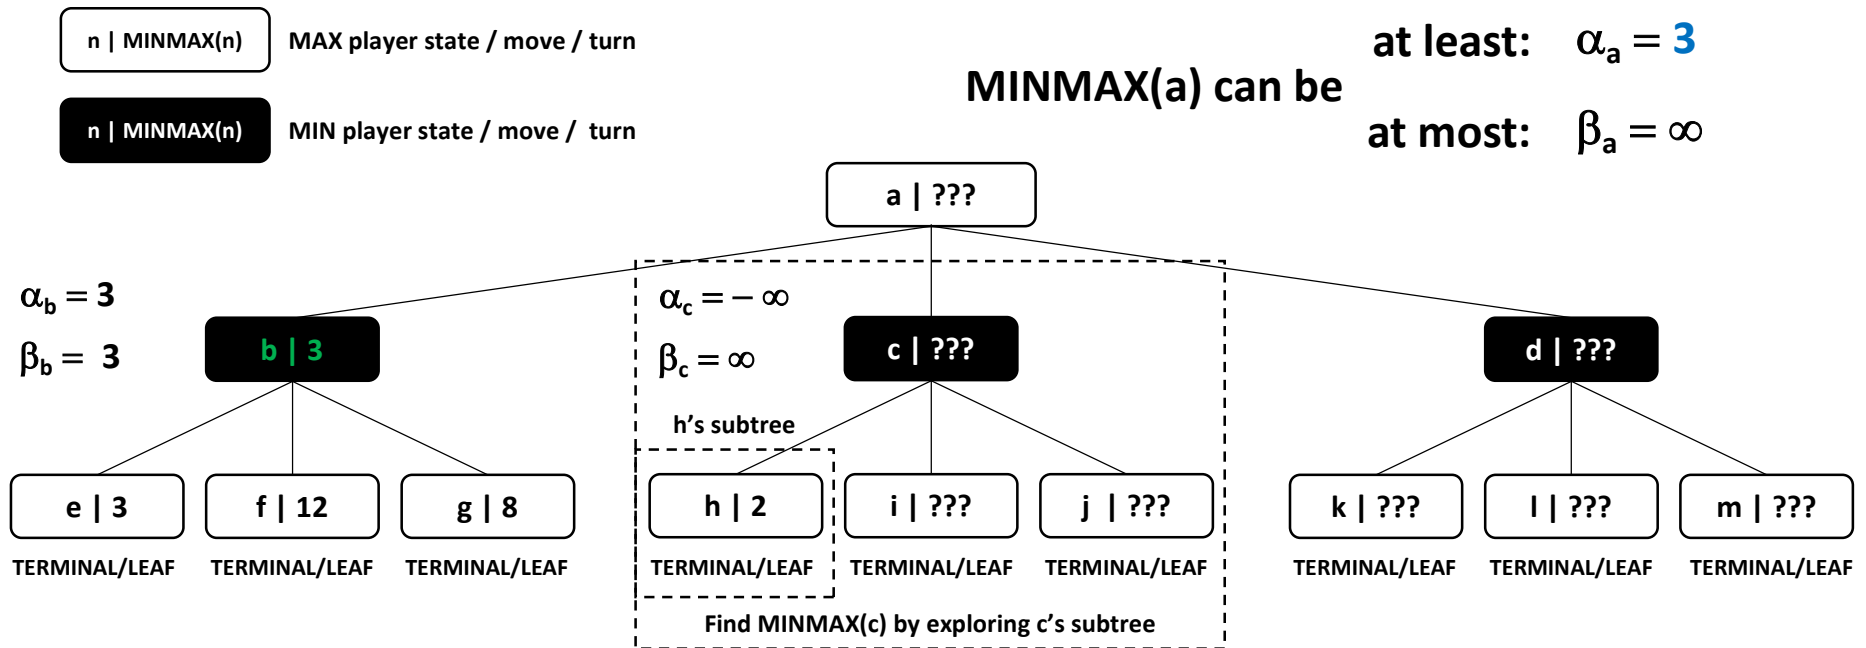 n | MINMAX(n) MAX player state / move / turn
n | MINMAX(n) MIN player state / move / turn
MINMAX(a) can be
at least: αa = 3
at most: βa = ∞
a | ???
αb = 3
βb = 3
b | 3
αc = − ∞
βc = ∞
c | ???
d | ???
h's subtree
e | 3 f | 12 g | 8 h | 2 i | ??? j | ??? k | ??? l | ??? m | ???
TERMINAL/LEAF TERMINAL/LEAF TERMINAL/LEAF TERMINAL/LEAF TERMINAL/LEAF TERMINAL/LEAF TERMINAL/LEAF TERMINAL/LEAF TERMINAL/LEAF
Find MINMAX(c) by exploring c's subtree